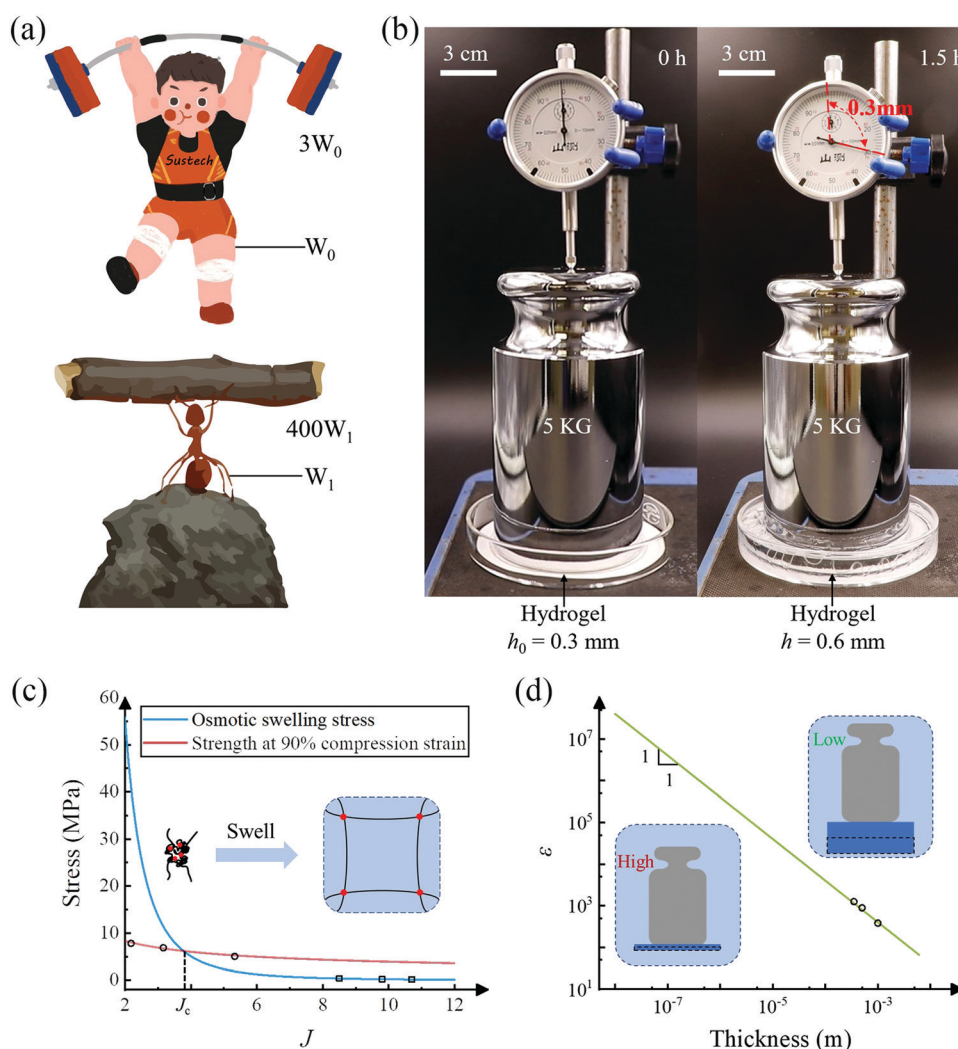 (a)
Sustech
3W₀
W₀
400W₁
W₁
(b)
3 cm
0 h
5 KG
Hydrogel
h₀ = 0.3 mm
3 cm
1.5 h
0.3mm
5 KG
Hydrogel
h = 0.6 mm
(c)
Osmotic swelling stress
Strength at 90% compression strain
Swell
60
50
40
30
20
10
0
Stress (MPa)
2
Jc
4
6
8
10
12
J
(d)
10⁷
10⁵
10³
10¹
ε
1
1
Low
High
10⁻⁷
10⁻⁵
10⁻³
Thickness (m)